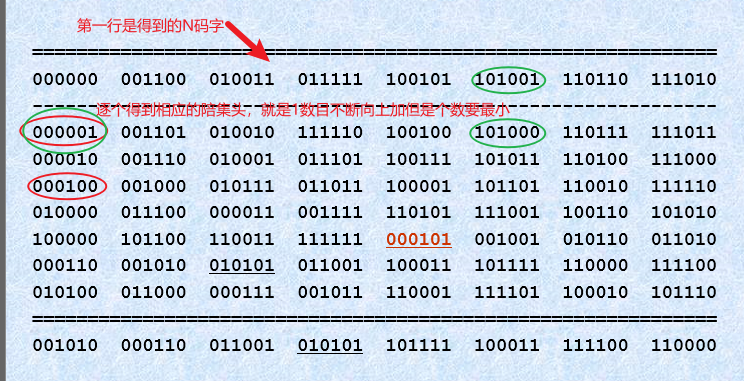 第一行是得到的N码字
000000 001100 010011 011111 100101 101001 110110 111010
逐个得到相应的陪集头，就是1数目不断向上加但是个数要最小
000001 001101 010010 111110 100100 101000 110111 111011
000010 001110 010001 011101 100111 101011 110100 111000
000100 001000 010111 011011 100001 101101 110010 111110
010000 011100 000011 001111 110101 111001 100110 101010
100000 101100 110011 111111 000101 001001 010110 011010
000110 001010 010101 011001 100011 101111 110000 111100
010100 011000 000111 001011 110001 111101 100010 101110
001010 000110 011001 010101 101111 100011 111100 110000